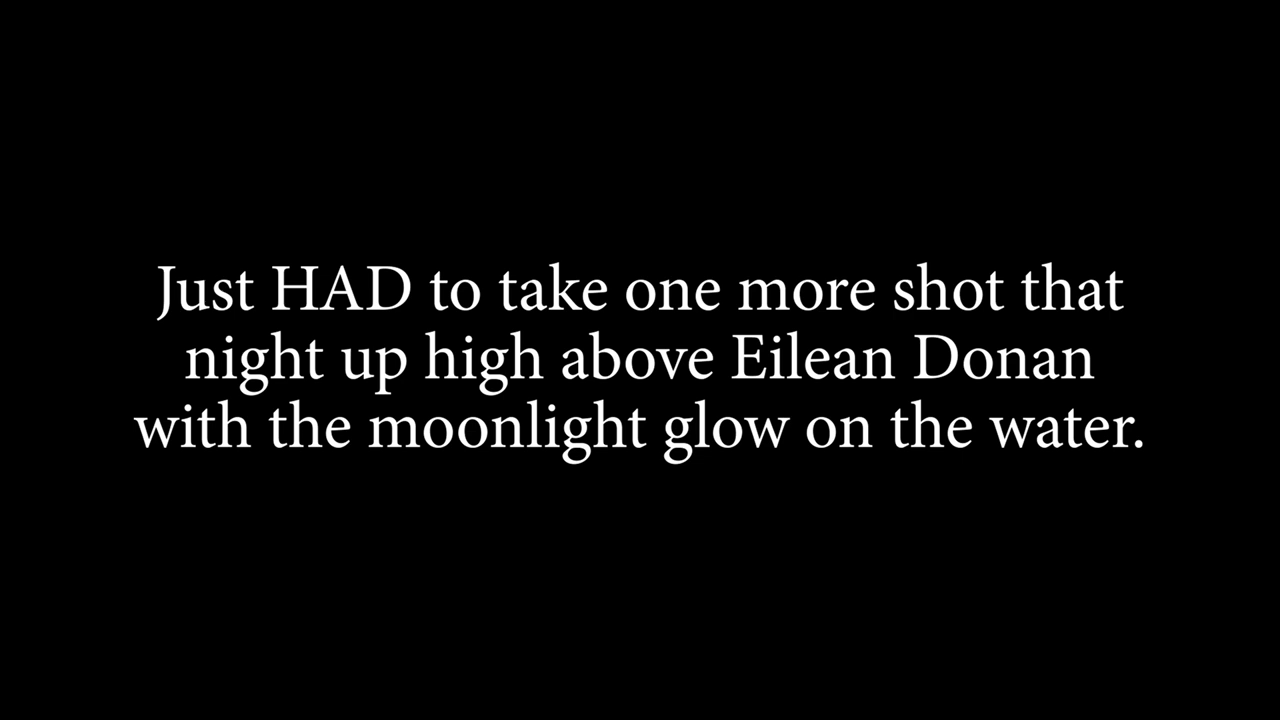 Just HAD to take one more shot that
night up high above Eilean Donan
with the moonlight glow on the water.